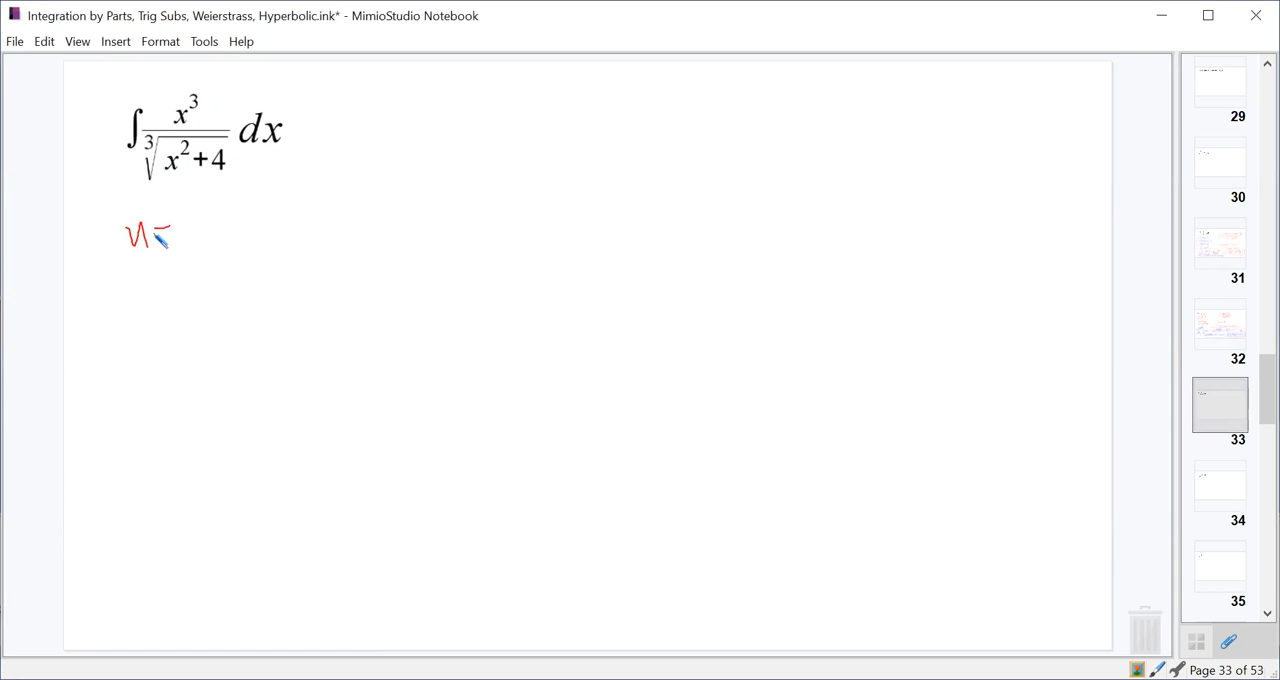 Integration by Parts, Trig Subs, Weierstrass, Hyperbolic.ink* - MimioStudio Notebook
File Edit View Insert Format Tools Help
∫ x³ / ∛(x²+4) dx
u=
29
30
31
32
33
34
35
Page 33 of 53